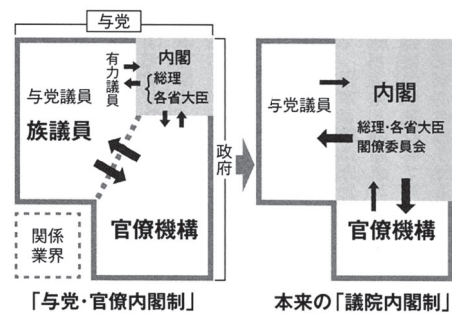 与党
内閣
総理
各省大臣
有力議員
与党議員
族議員
政府
官僚機構
関係
業界
「与党・官僚内閣制」
与党議員
内閣
総理・各省大臣
閣僚委員会
官僚機構
本来の「議院内閣制」